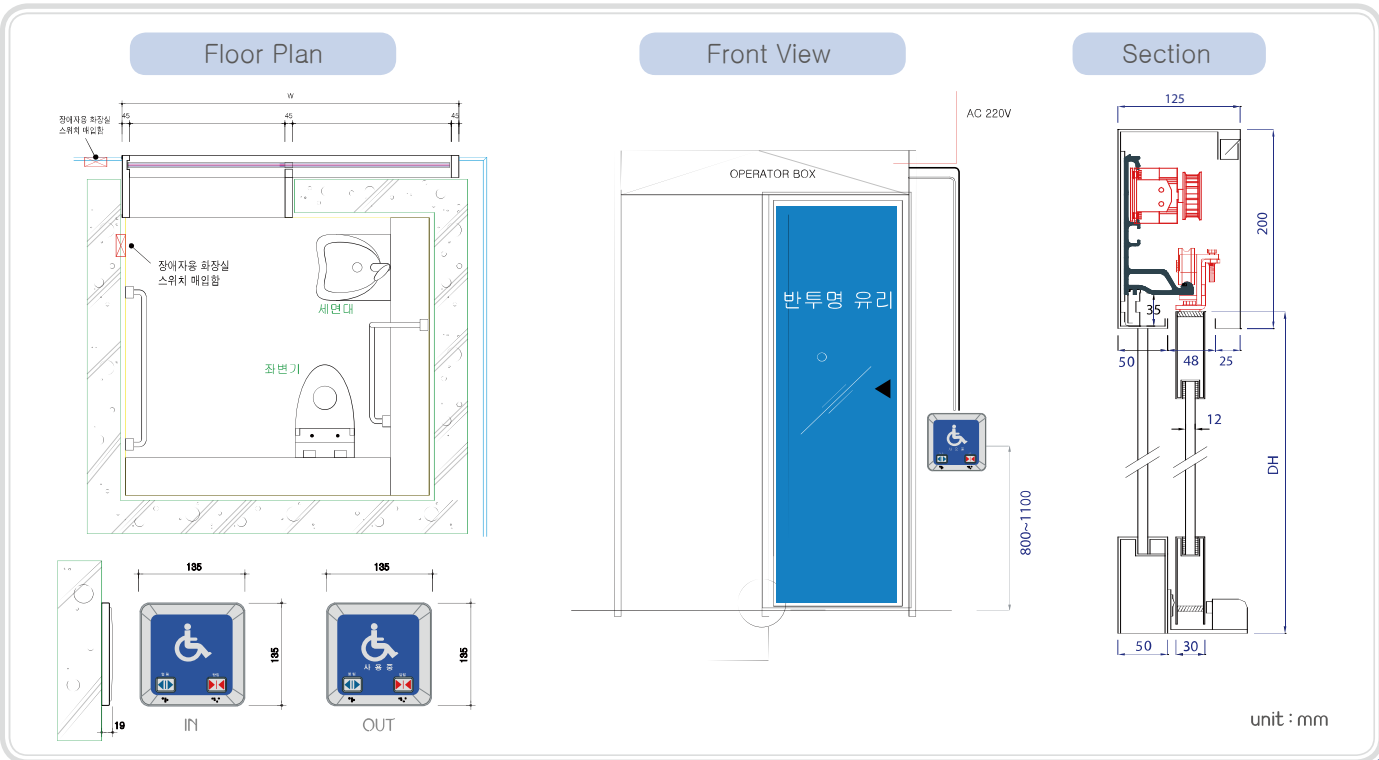 Floor Plan
W
45
45
45
장애자용 화장실
스위치 매입함
장애자용 화장실
스위치 매입함
세면대
좌변기
135
135
19
IN
135
사 용 중
135
OUT
Front View
AC 220V
OPERATOR BOX
반투명 유리
800~1100
Section
125
200
35
50
48
25
12
DH
50
30
unit : mm